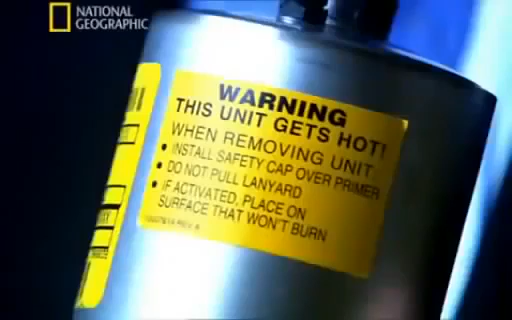 NATIONAL
GEOGRAPHIC
WARNING
THIS UNIT GETS HOT!
WHEN REMOVING UNIT:
• INSTALL SAFETY CAP OVER PRIMER
• DO NOT PULL LANYARD
• IF ACTIVATED, PLACE ON
SURFACE THAT WON'T BURN